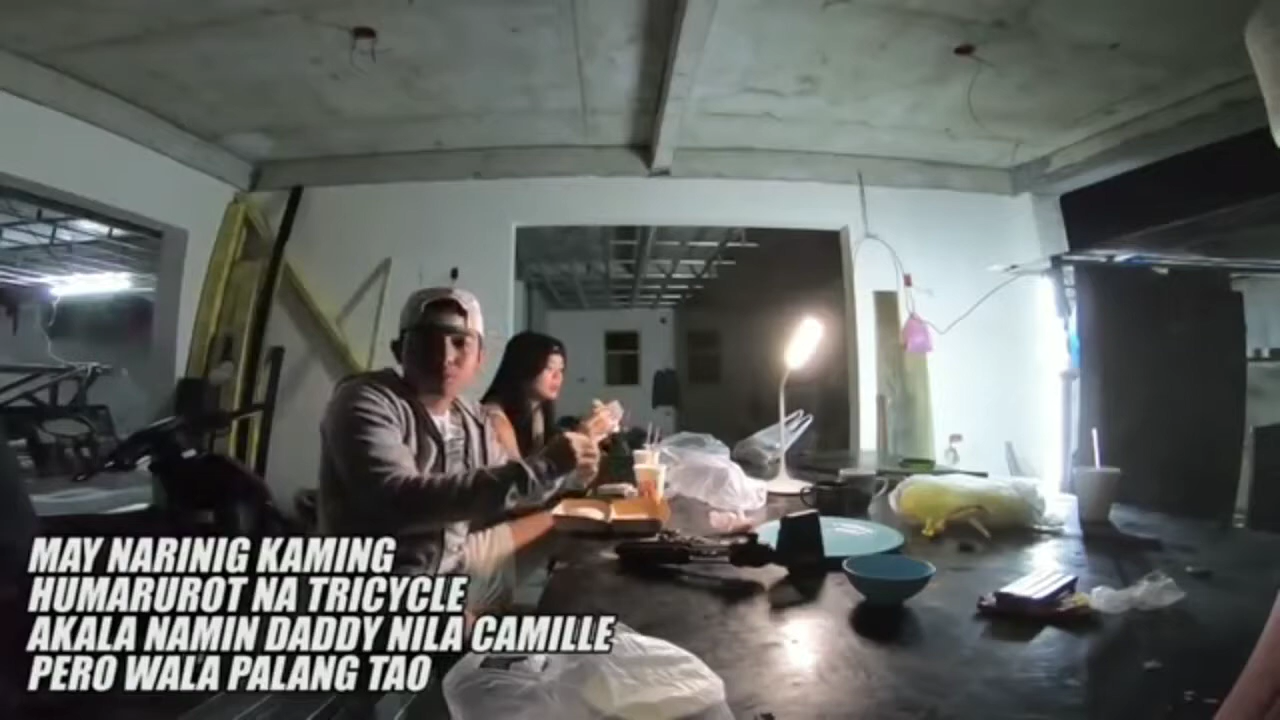 MAY NARINIG KAMING
HUMARUROT NA TRICYCLE
AKALA NAMIN DADDY NILA CAMILLE
PERO WALA PALANG TAO